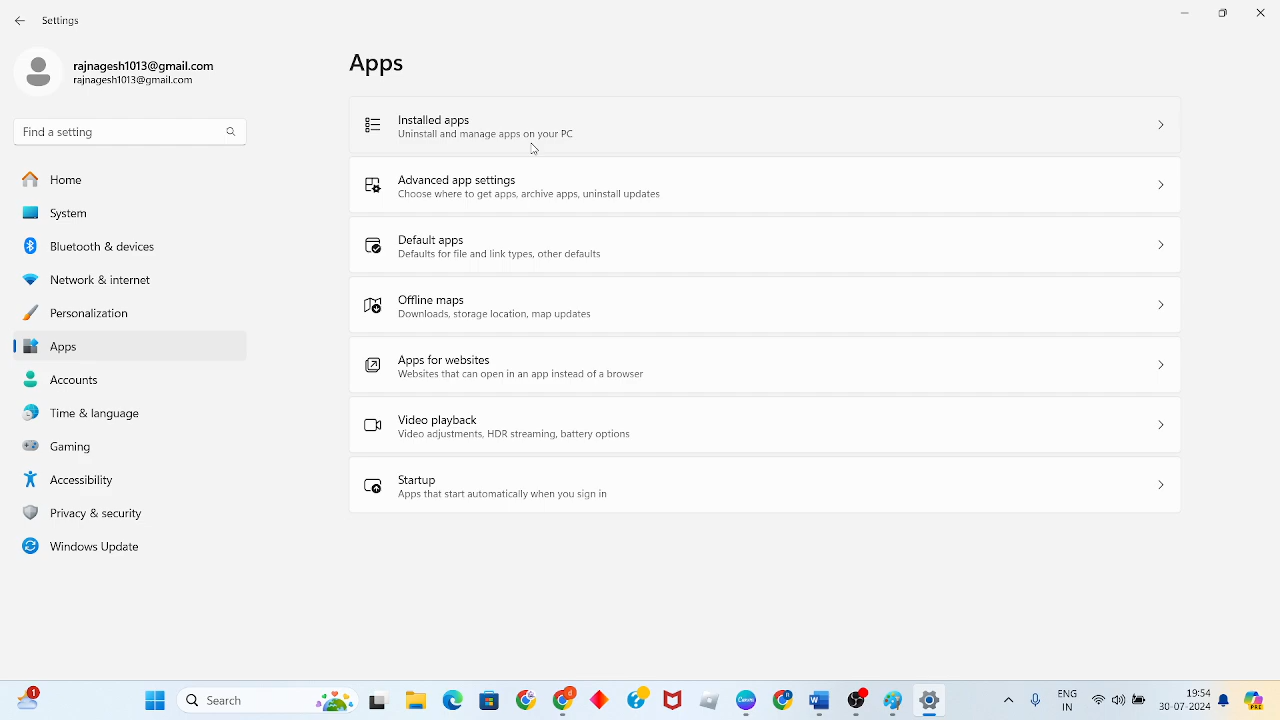 Settings
rajnagesh1013@gmail.com
rajnagesh1013@gmail.com
Find a setting
Home
System
Bluetooth & devices
Network & internet
Personalization
Apps
Accounts
Time & language
Gaming
Accessibility
Privacy & security
Windows Update
Apps
Installed apps
Uninstall and manage apps on your PC
Advanced app settings
Choose where to get apps, archive apps, uninstall updates
Default apps
Defaults for file and link types, other defaults
Offline maps
Downloads, storage location, map updates
Apps for websites
Websites that can open in an app instead of a browser
Video playback
Video adjustments, HDR streaming, battery options
Startup
Apps that start automatically when you sign in
1
Search
d
Canva
W
ENG
IN
19:54
30-07-2024
PRE